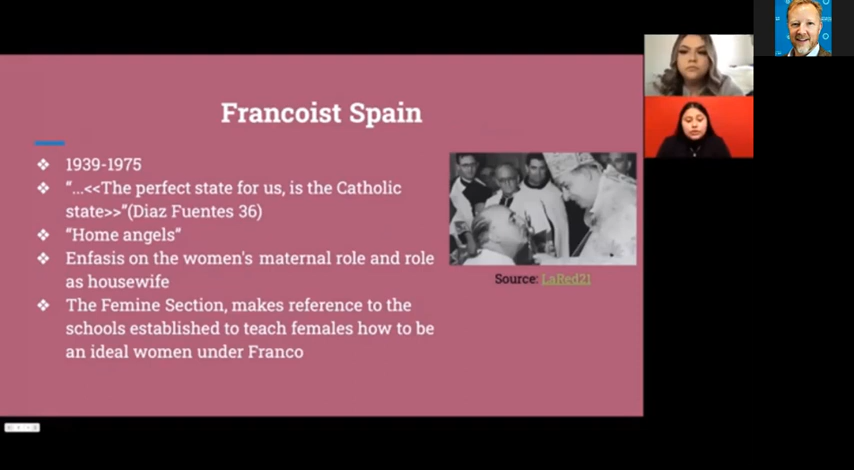 Francoist Spain
❖ 1939-1975
❖ "...<<The perfect state for us, is the Catholic
state>>"(Diaz Fuentes 36)
❖ "Home angels"
❖ Enfasis on the women's maternal role and role
as housewife
❖ The Femine Section, makes reference to the
schools established to teach females how to be
an ideal women under Franco
Source: LaRed21